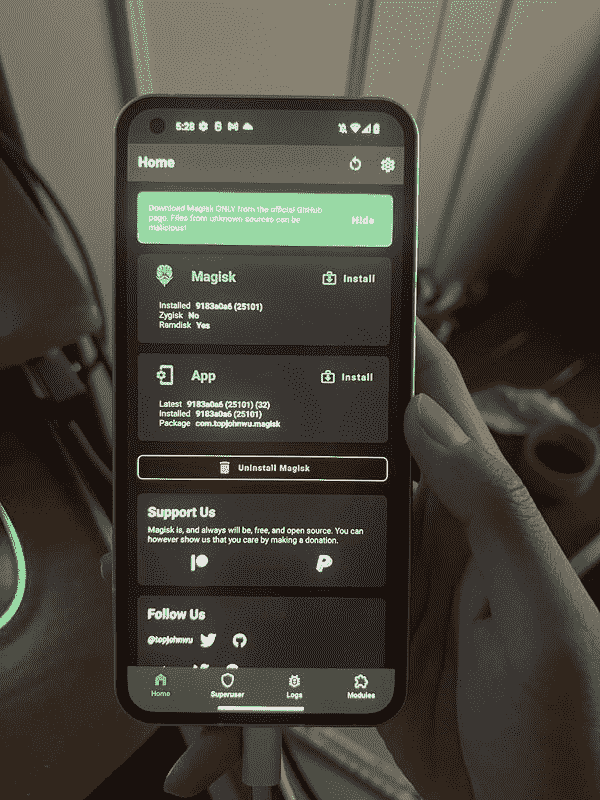 5:28
Home
Download Magisk ONLY from the official GitHub
page. Files from unknown sources can be
malicious!
Hide
Magisk
Install
Installed 9183a0a6 (25101)
Zygisk No
Ramdisk Yes
App
Install
Latest 9183a0a6 (25101) (32)
Installed 9183a0a6 (25101)
Package com.topjohnwu.magisk
Uninstall Magisk
Support Us
Magisk is, and always will be, free, and open source. You can
however show us that you care by making a donation.
Follow Us
@topjohnwu
Home Superuser Logs Modules